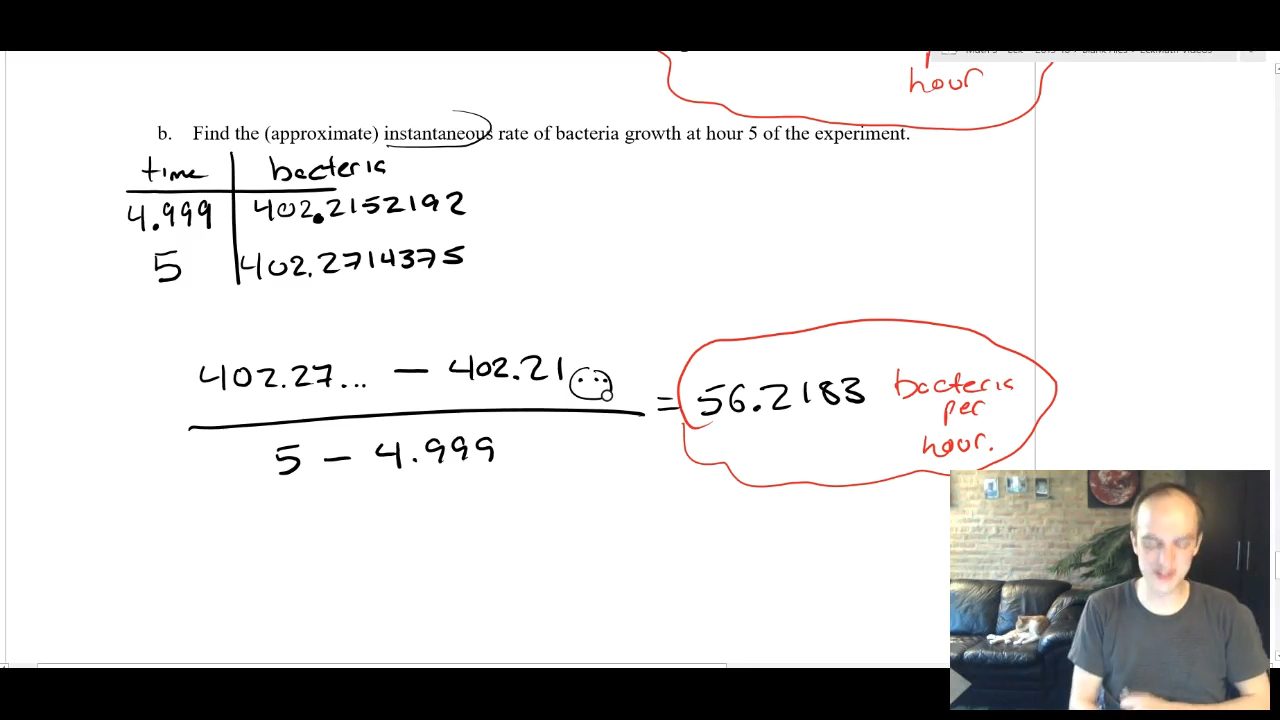 hour
b. Find the (approximate) instantaneous rate of bacteria growth at hour 5 of the experiment.
time bacteria
4.999 402.2152192
5 402.2714375
402.27... – 402.21
5 – 4.999
= 56.2183 bacteria
per
hour.